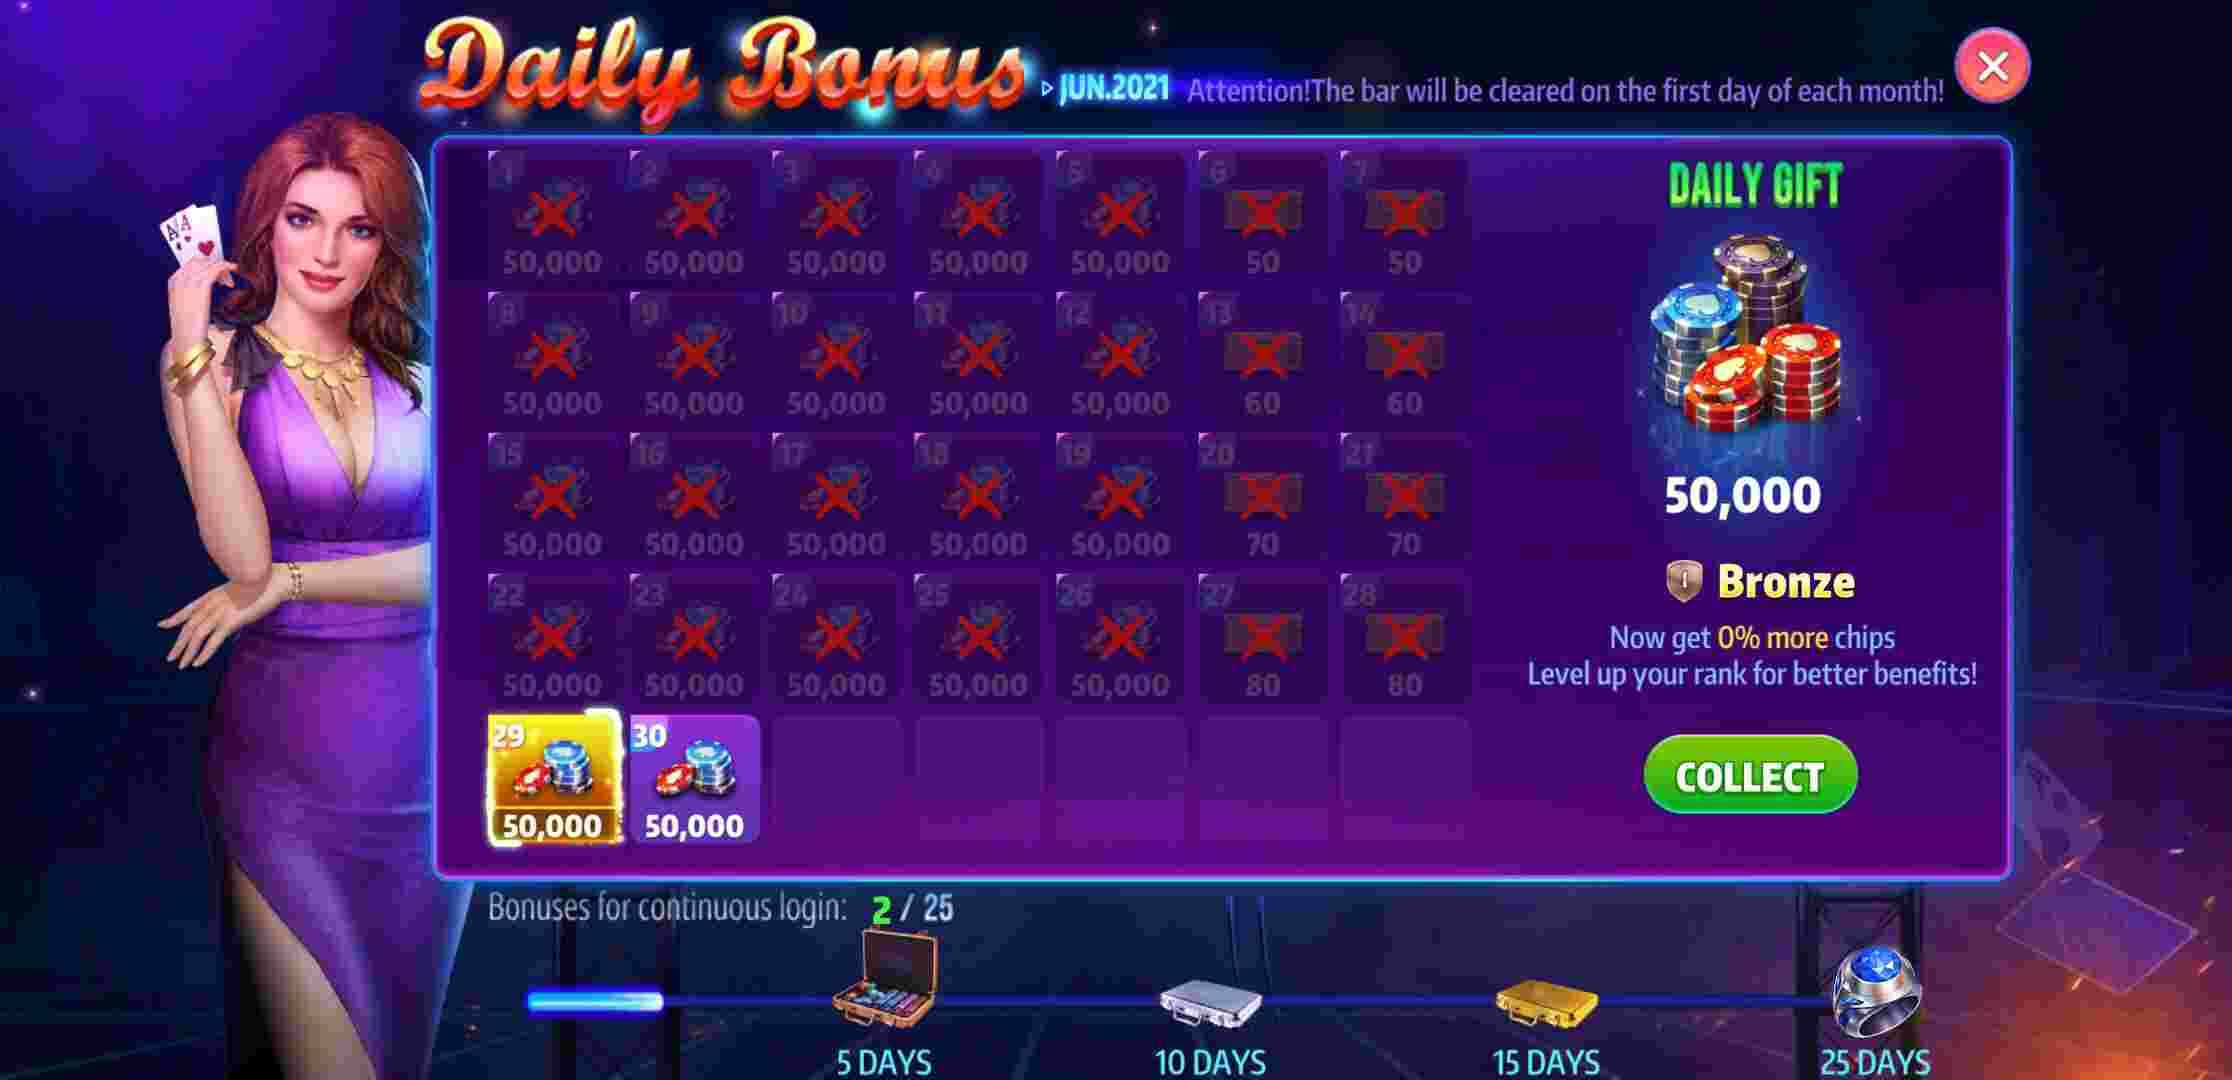 Daily Bonus
JUN.2021
Attention!The bar will be cleared on the first day of each month!
A A
DAILY GIFT
1 2 3 4 5 6 7
50,000 50,000 50,000 50,000 50,000 50 50
8 9 10 11 12 13 14
50,000 50,000 50,000 50,000 50,000 60 60
15 16 17 18 19 20 21
50,000 50,000 50,000 50,000 50,000 70 70
22 23 24 25 26 27 28
50,000 50,000 50,000 50,000 50,000 80 80
29 30
50,000 50,000
50,000
Bronze
Now get 0% more chips
Level up your rank for better benefits!
COLLECT
Bonuses for continuous login: 2 / 25
5 DAYS 10 DAYS 15 DAYS 25 DAYS